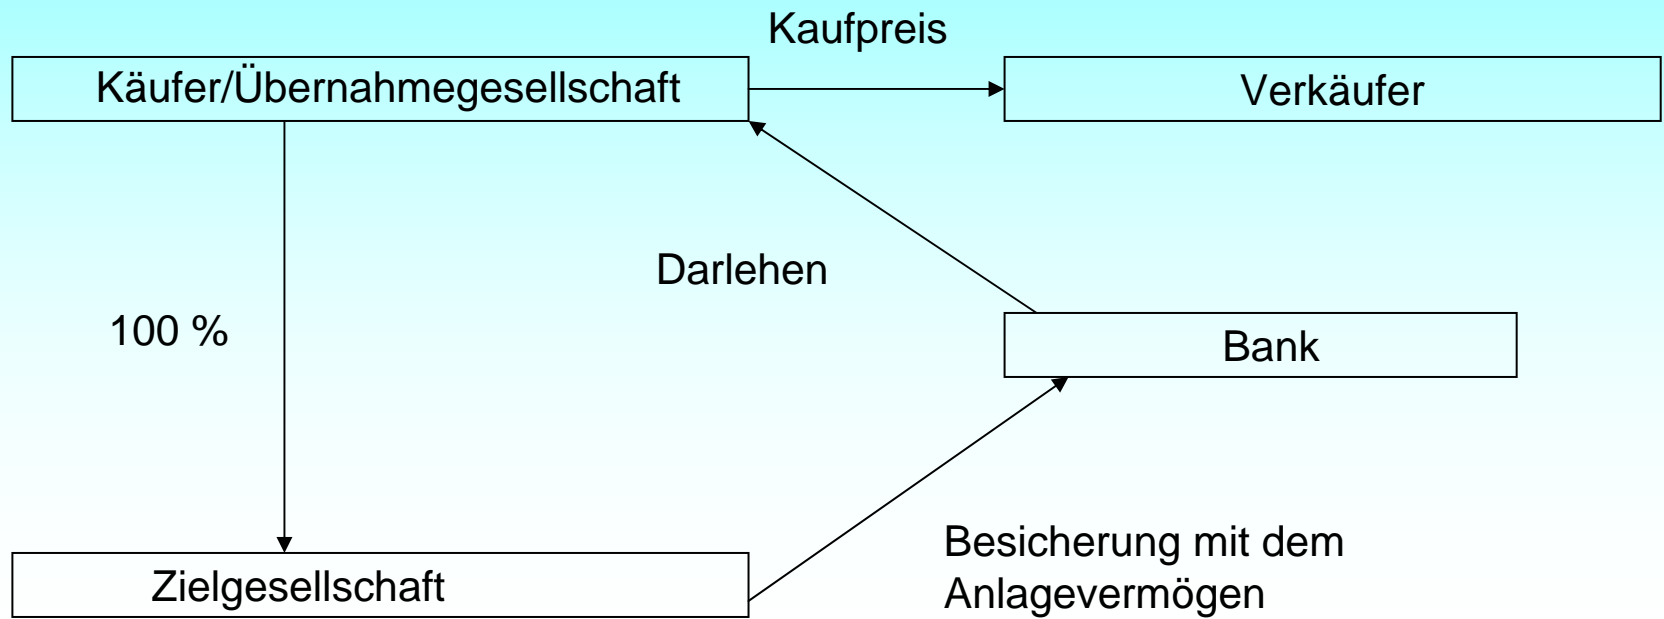 Kaufpreis
Käufer/Übernahmegesellschaft
Verkäufer
Darlehen
100 %
Bank
Besicherung mit dem
Anlagevermögen
Zielgesellschaft